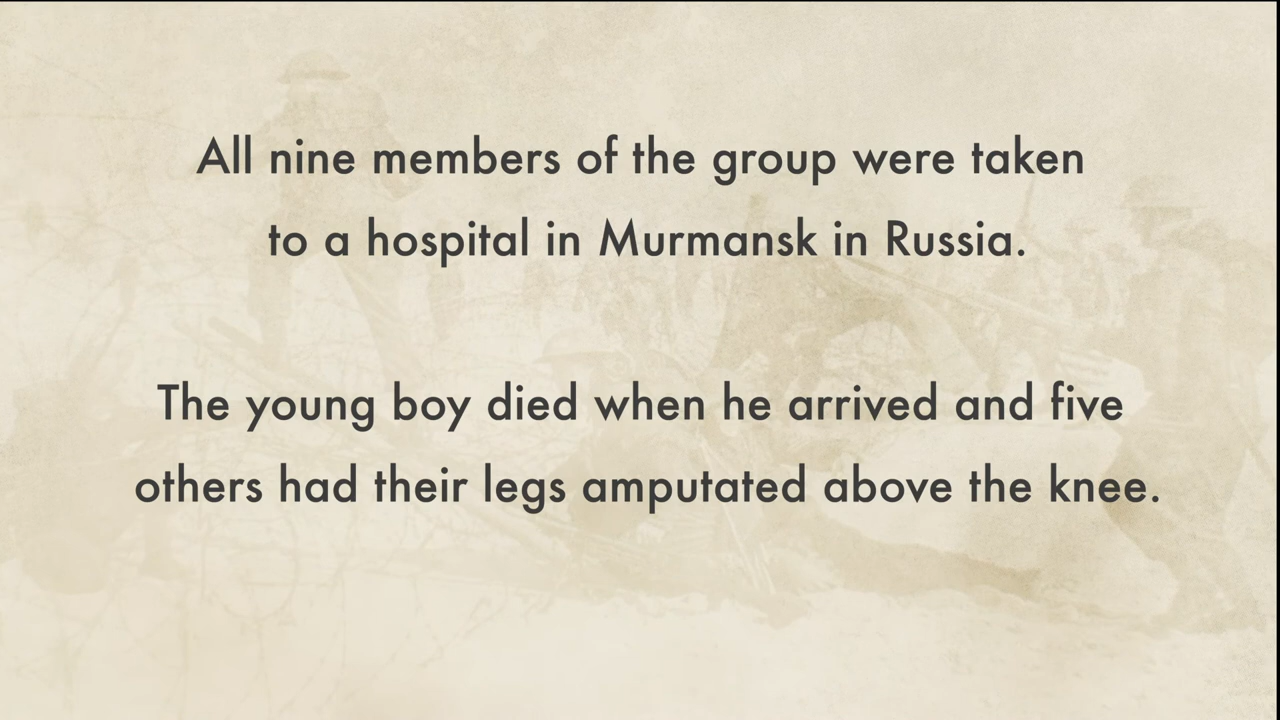 All nine members of the group were taken
to a hospital in Murmansk in Russia.
The young boy died when he arrived and five
others had their legs amputated above the knee.